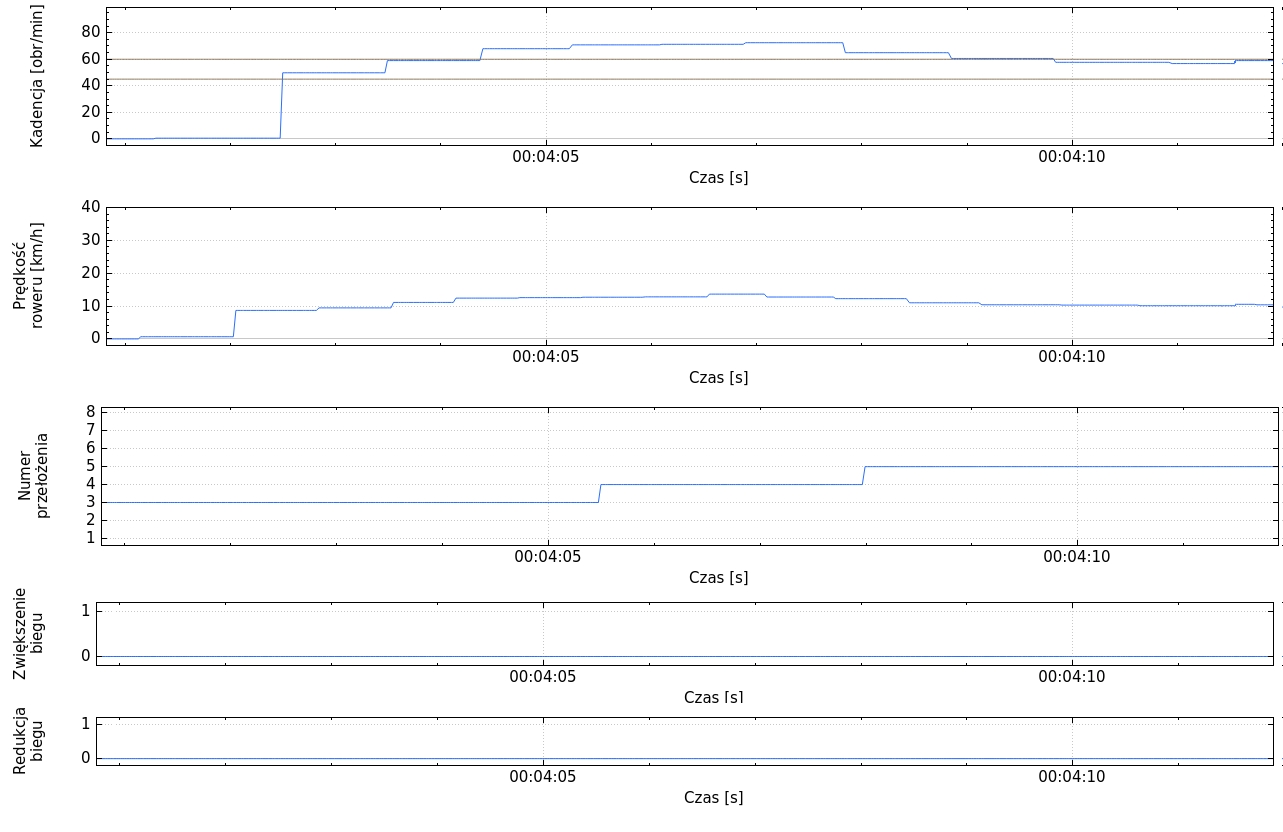 Kadencja [obr/min]
80
60
40
20
0
00:04:05 00:04:10
Czas [s]
Prędkość
roweru [km/h]
40
30
20
10
0
00:04:05 00:04:10
Czas [s]
Numer
przełożenia
8
7
6
5
4
3
2
1
00:04:05 00:04:10
Czas [s]
Zwiększenie
biegu
1
0
00:04:05 00:04:10
Czas [s]
Redukcja
biegu
1
0
00:04:05 00:04:10
Czas [s]